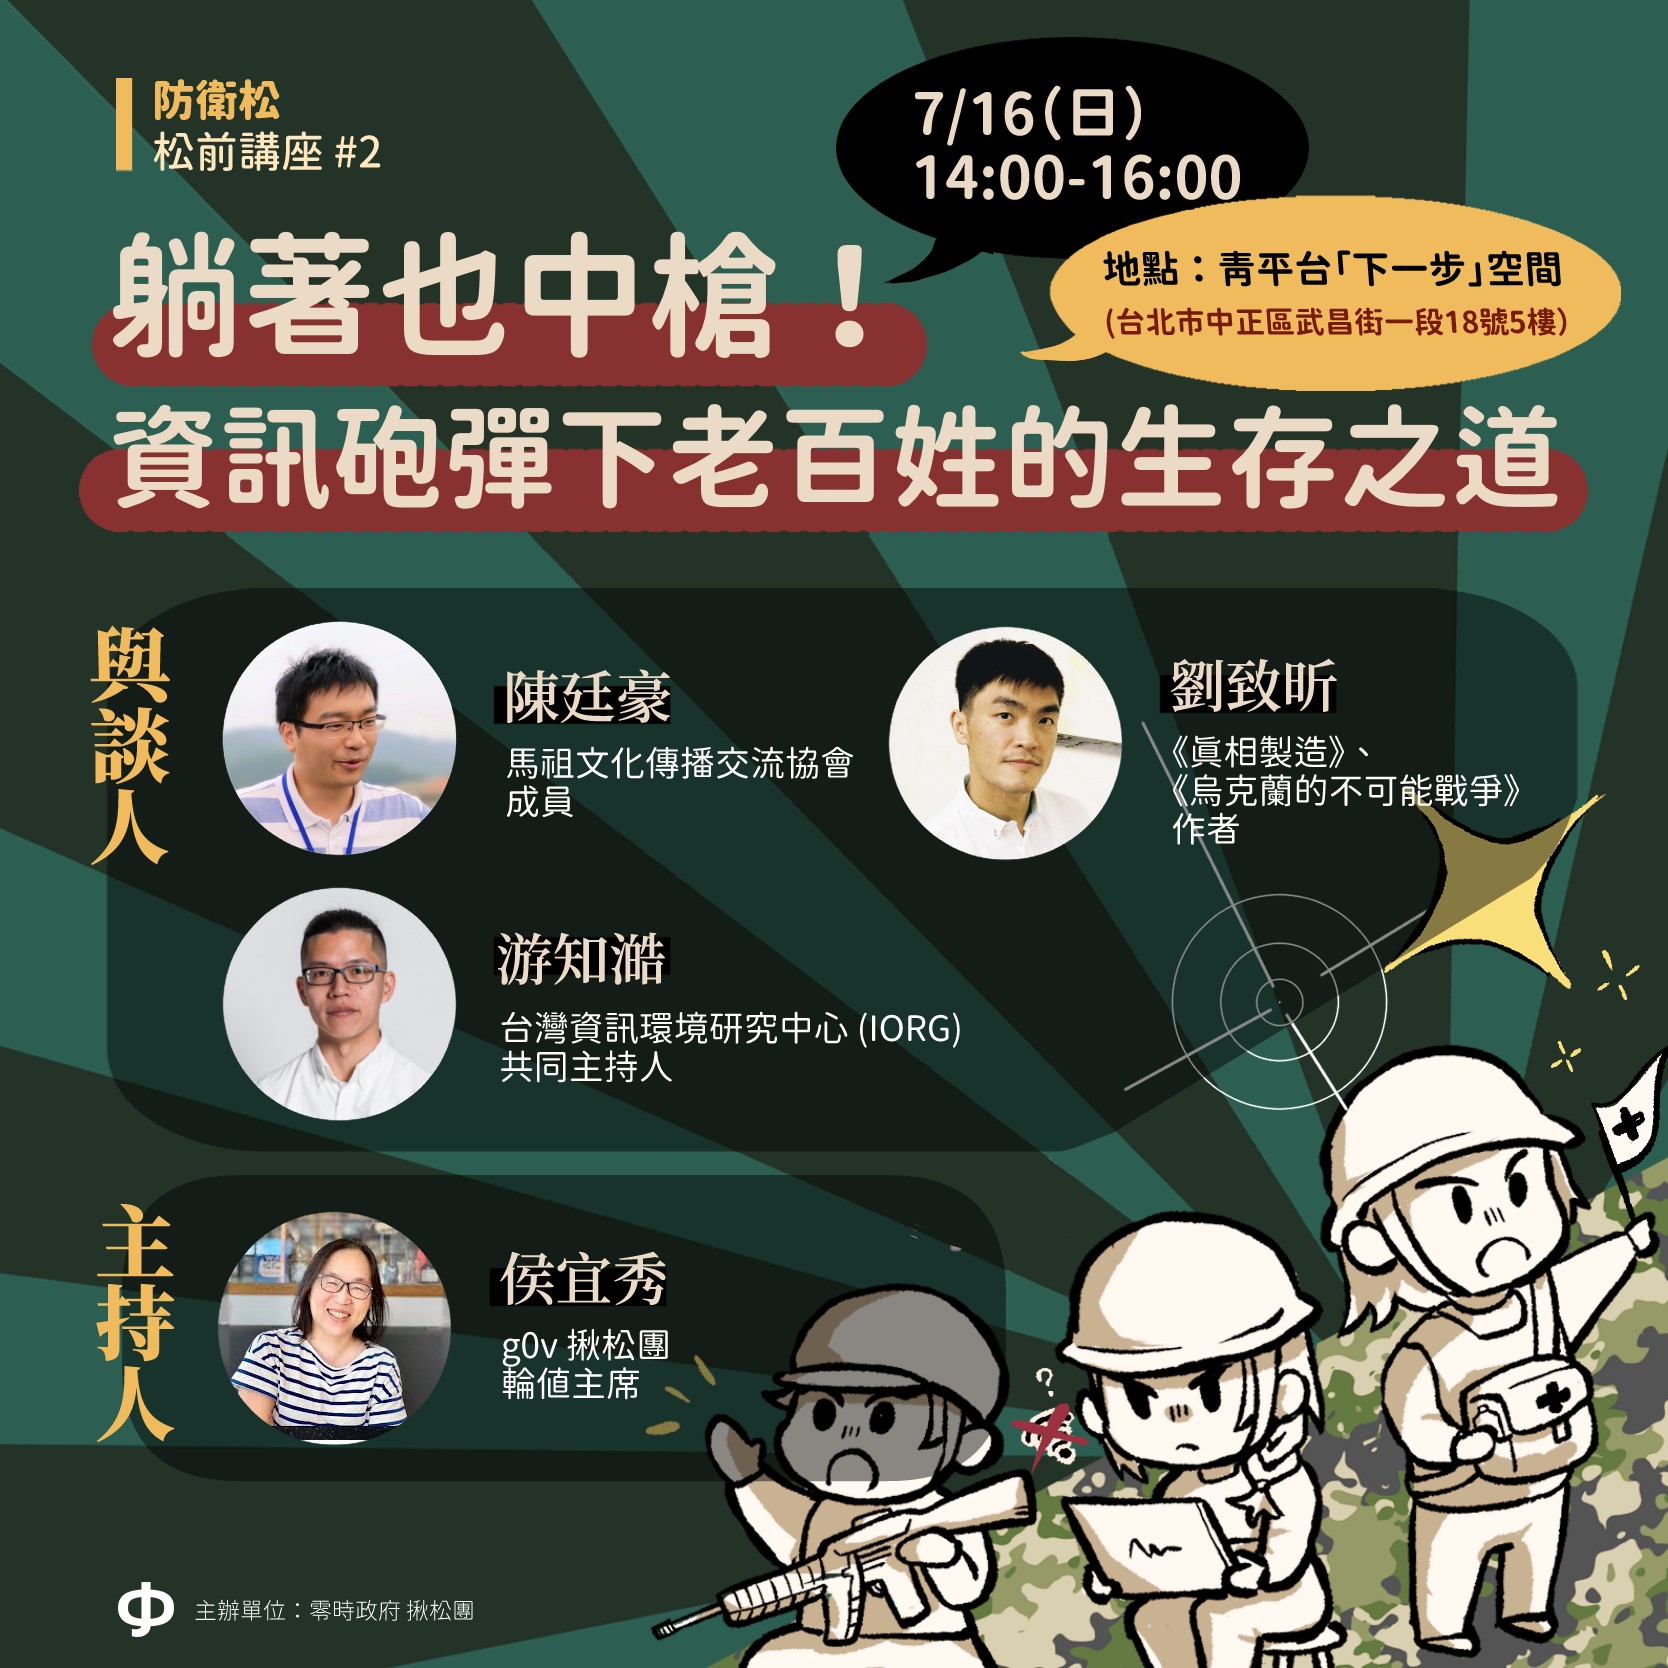 防衛松
松前講座 #2
7/16(日)
14:00-16:00
地點：青平台「下一步」空間
(台北市中正區武昌街一段18號5樓)
躺著也中槍！
資訊砲彈下老百姓的生存之道
與談人
陳廷豪
馬祖文化傳播交流協會
成員
劉致昕
《真相製造》、
《烏克蘭的不可能戰爭》
作者
游知澔
台灣資訊環境研究中心 (IORG)
共同主持人
主持人
侯宜秀
g0v 揪松團
輪值主席
?
主辦單位：零時政府 揪松團